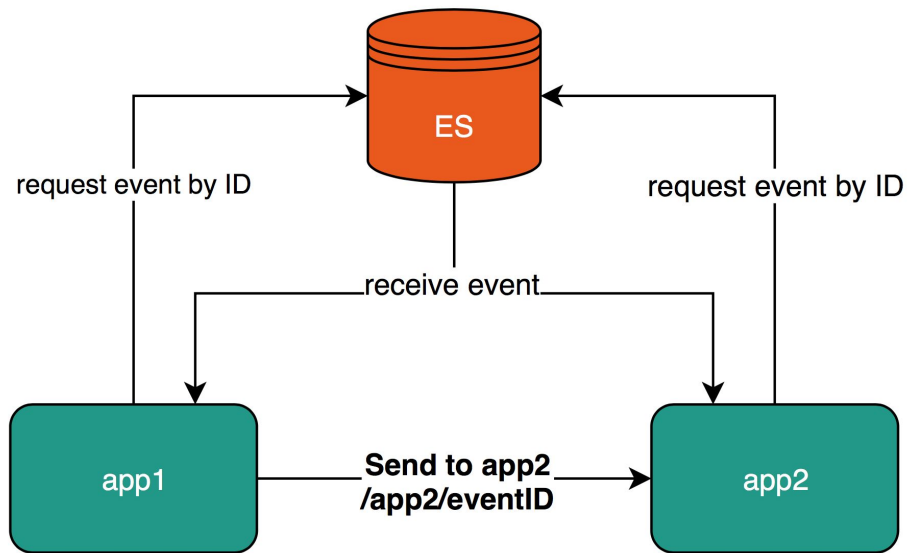 ES
request event by ID
request event by ID
receive event
app1
Send to app2
/app2/eventID
app2